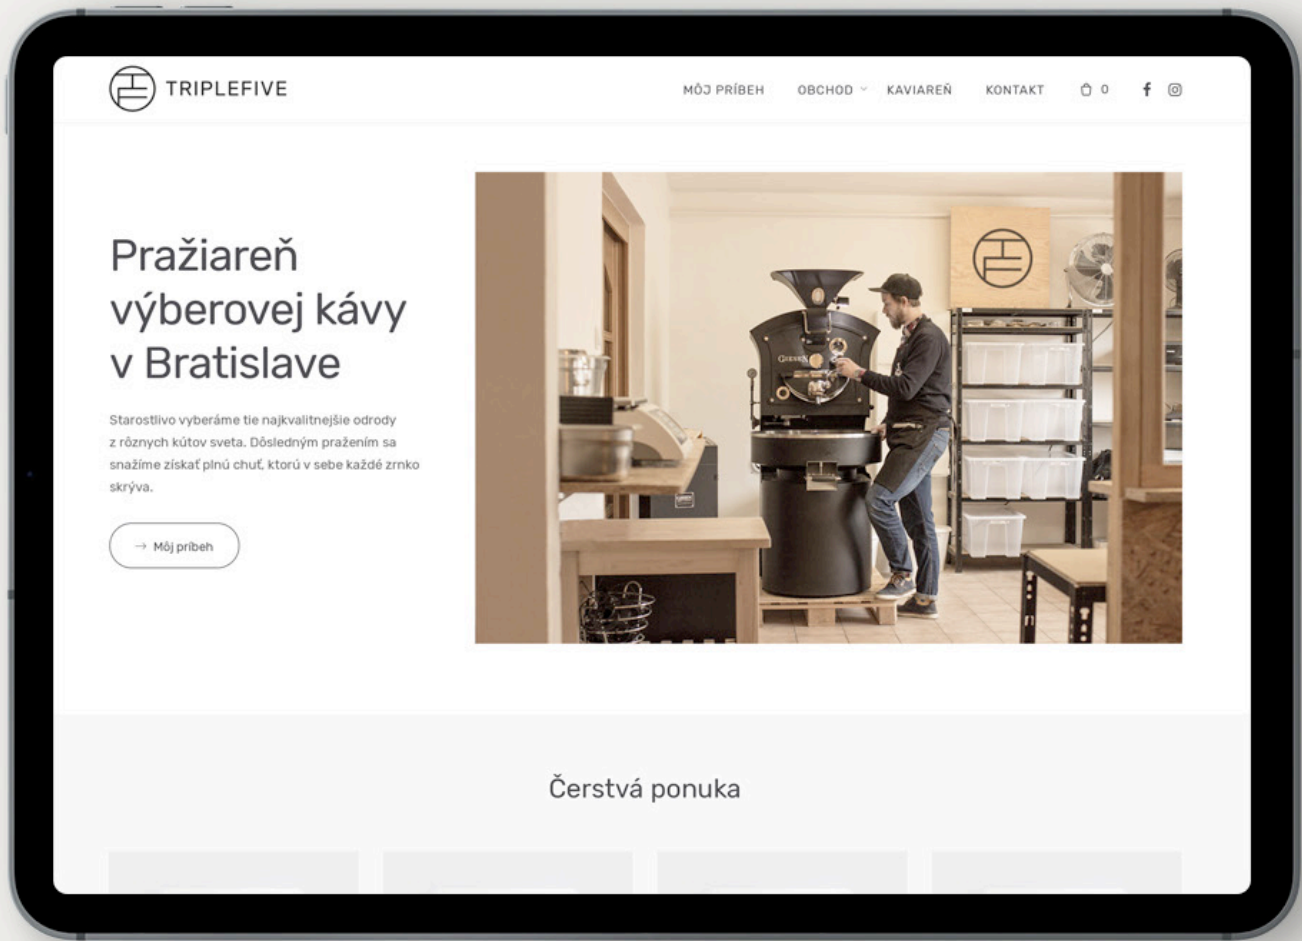 TRIPLEFIVE
MÔJ PRÍBEH OBCHOD KAVIAREŇ KONTAKT 0
Pražiareň
výberovej kávy
v Bratislave
Starostlivo vyberáme tie najkvalitnejšie odrody
z rôznych kútov sveta. Dôsledným pražením sa
snažíme získať plnú chuť, ktorú v sebe každé zrnko
skrýva.
→ Môj príbeh
GIESEN
Čerstvá ponuka